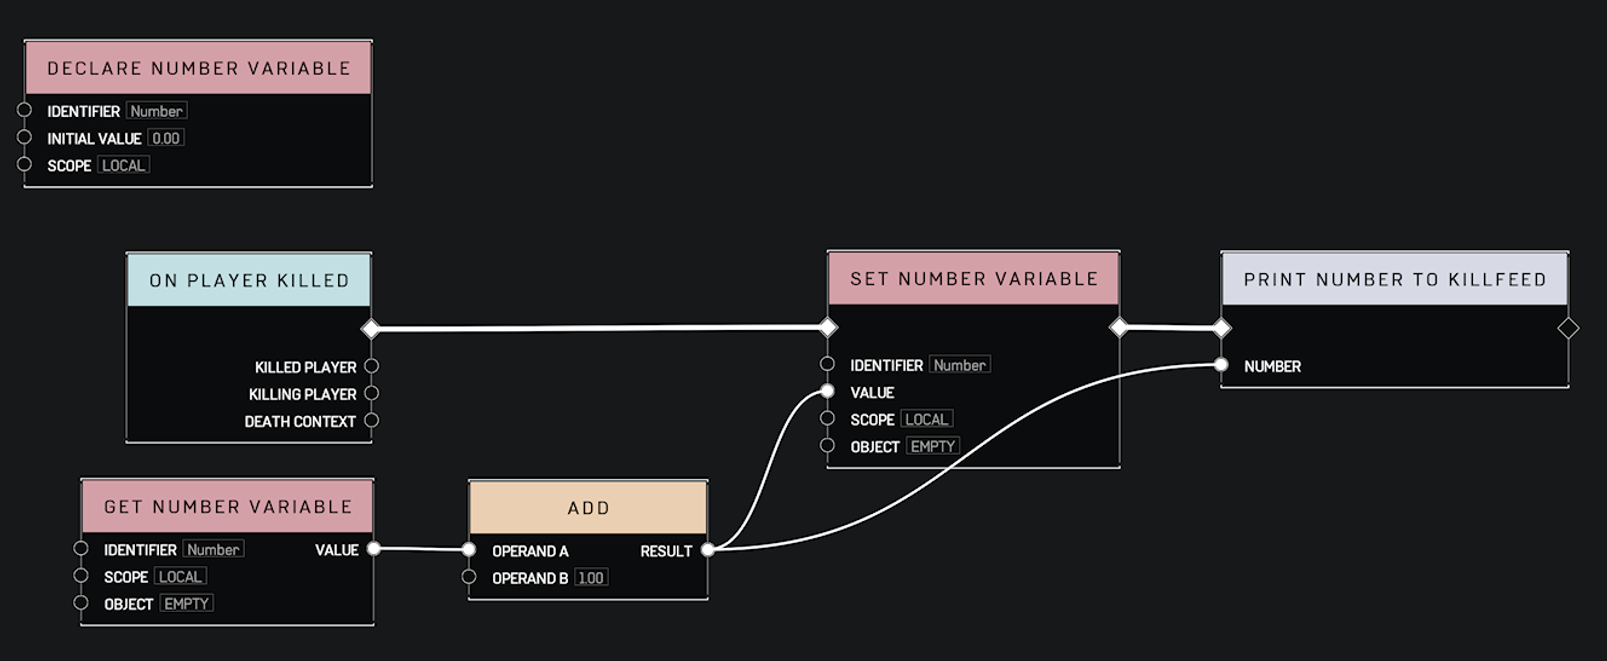 DECLARE NUMBER VARIABLE
IDENTIFIER Number
INITIAL VALUE 0.00
SCOPE LOCAL
ON PLAYER KILLED
KILLED PLAYER
KILLING PLAYER
DEATH CONTEXT
SET NUMBER VARIABLE
IDENTIFIER Number
VALUE
SCOPE LOCAL
OBJECT EMPTY
PRINT NUMBER TO KILLFEED
NUMBER
GET NUMBER VARIABLE
IDENTIFIER Number VALUE
SCOPE LOCAL
OBJECT EMPTY
ADD
OPERAND A RESULT
OPERAND B 1.00